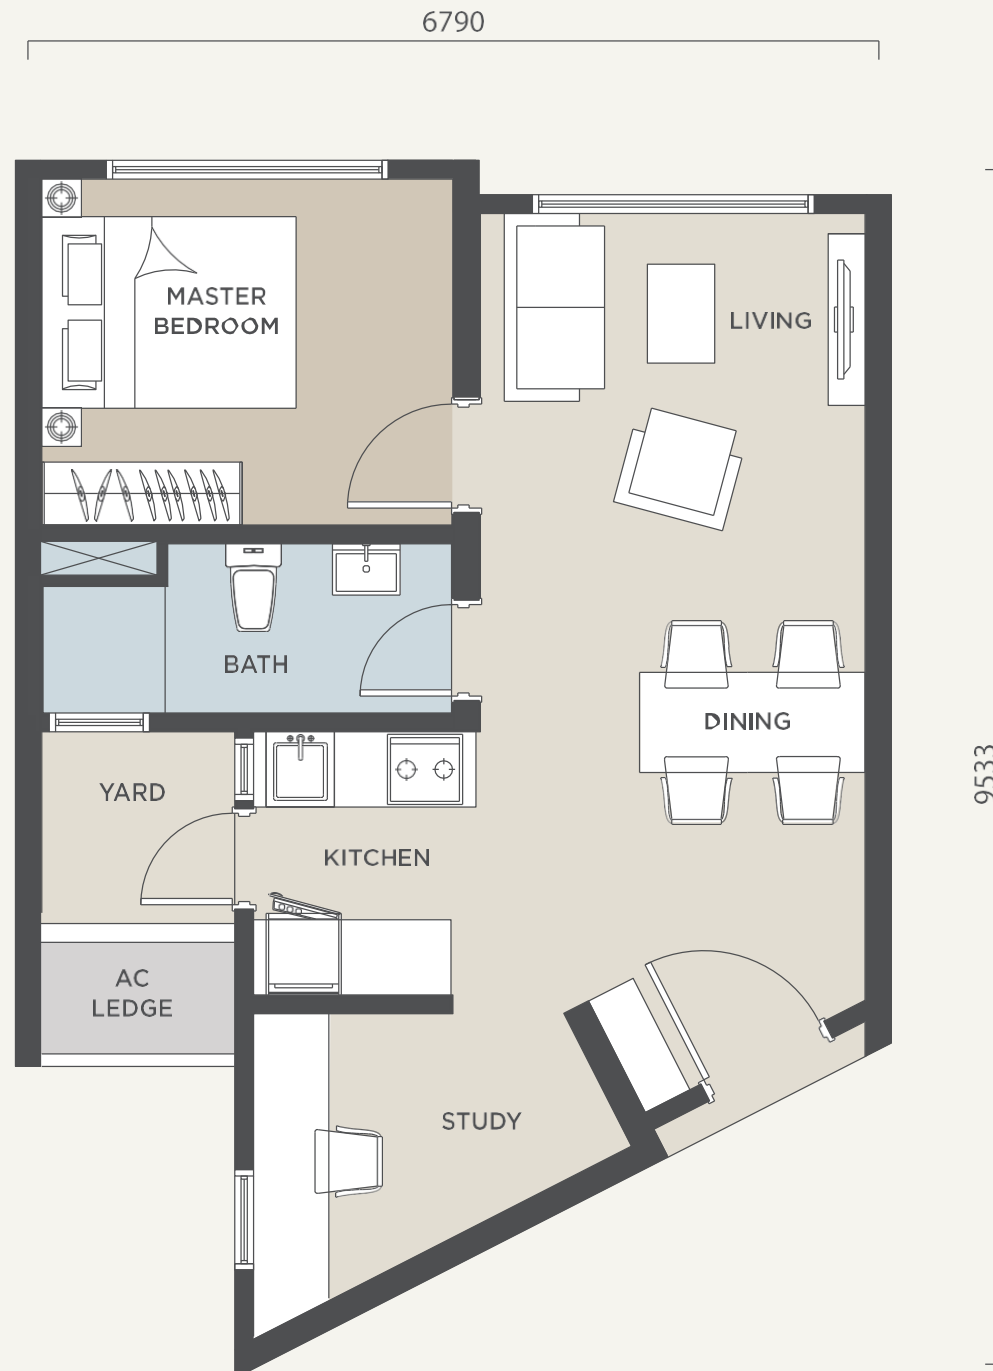 6790
MASTER
BEDROOM
LIVING
BATH
DINING
9533
YARD
KITCHEN
AC
LEDGE
STUDY